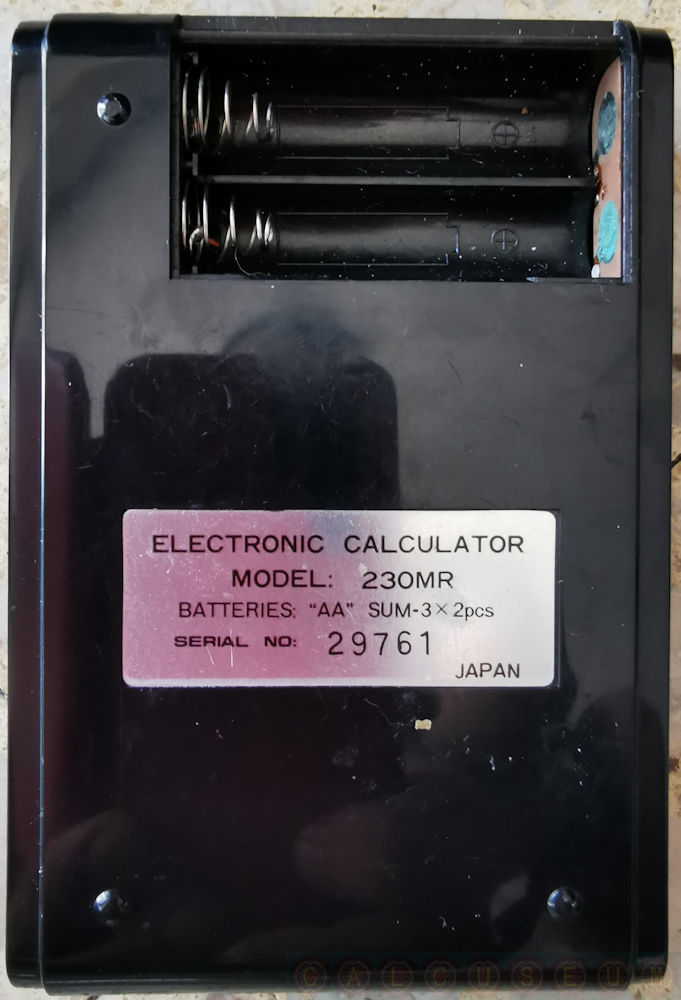 ELECTRONIC CALCULATOR
MODEL: 230MR
BATTERIES: "AA" SUM-3×2pcs
SERIAL NO: 29761
JAPAN
CALCUSEUM